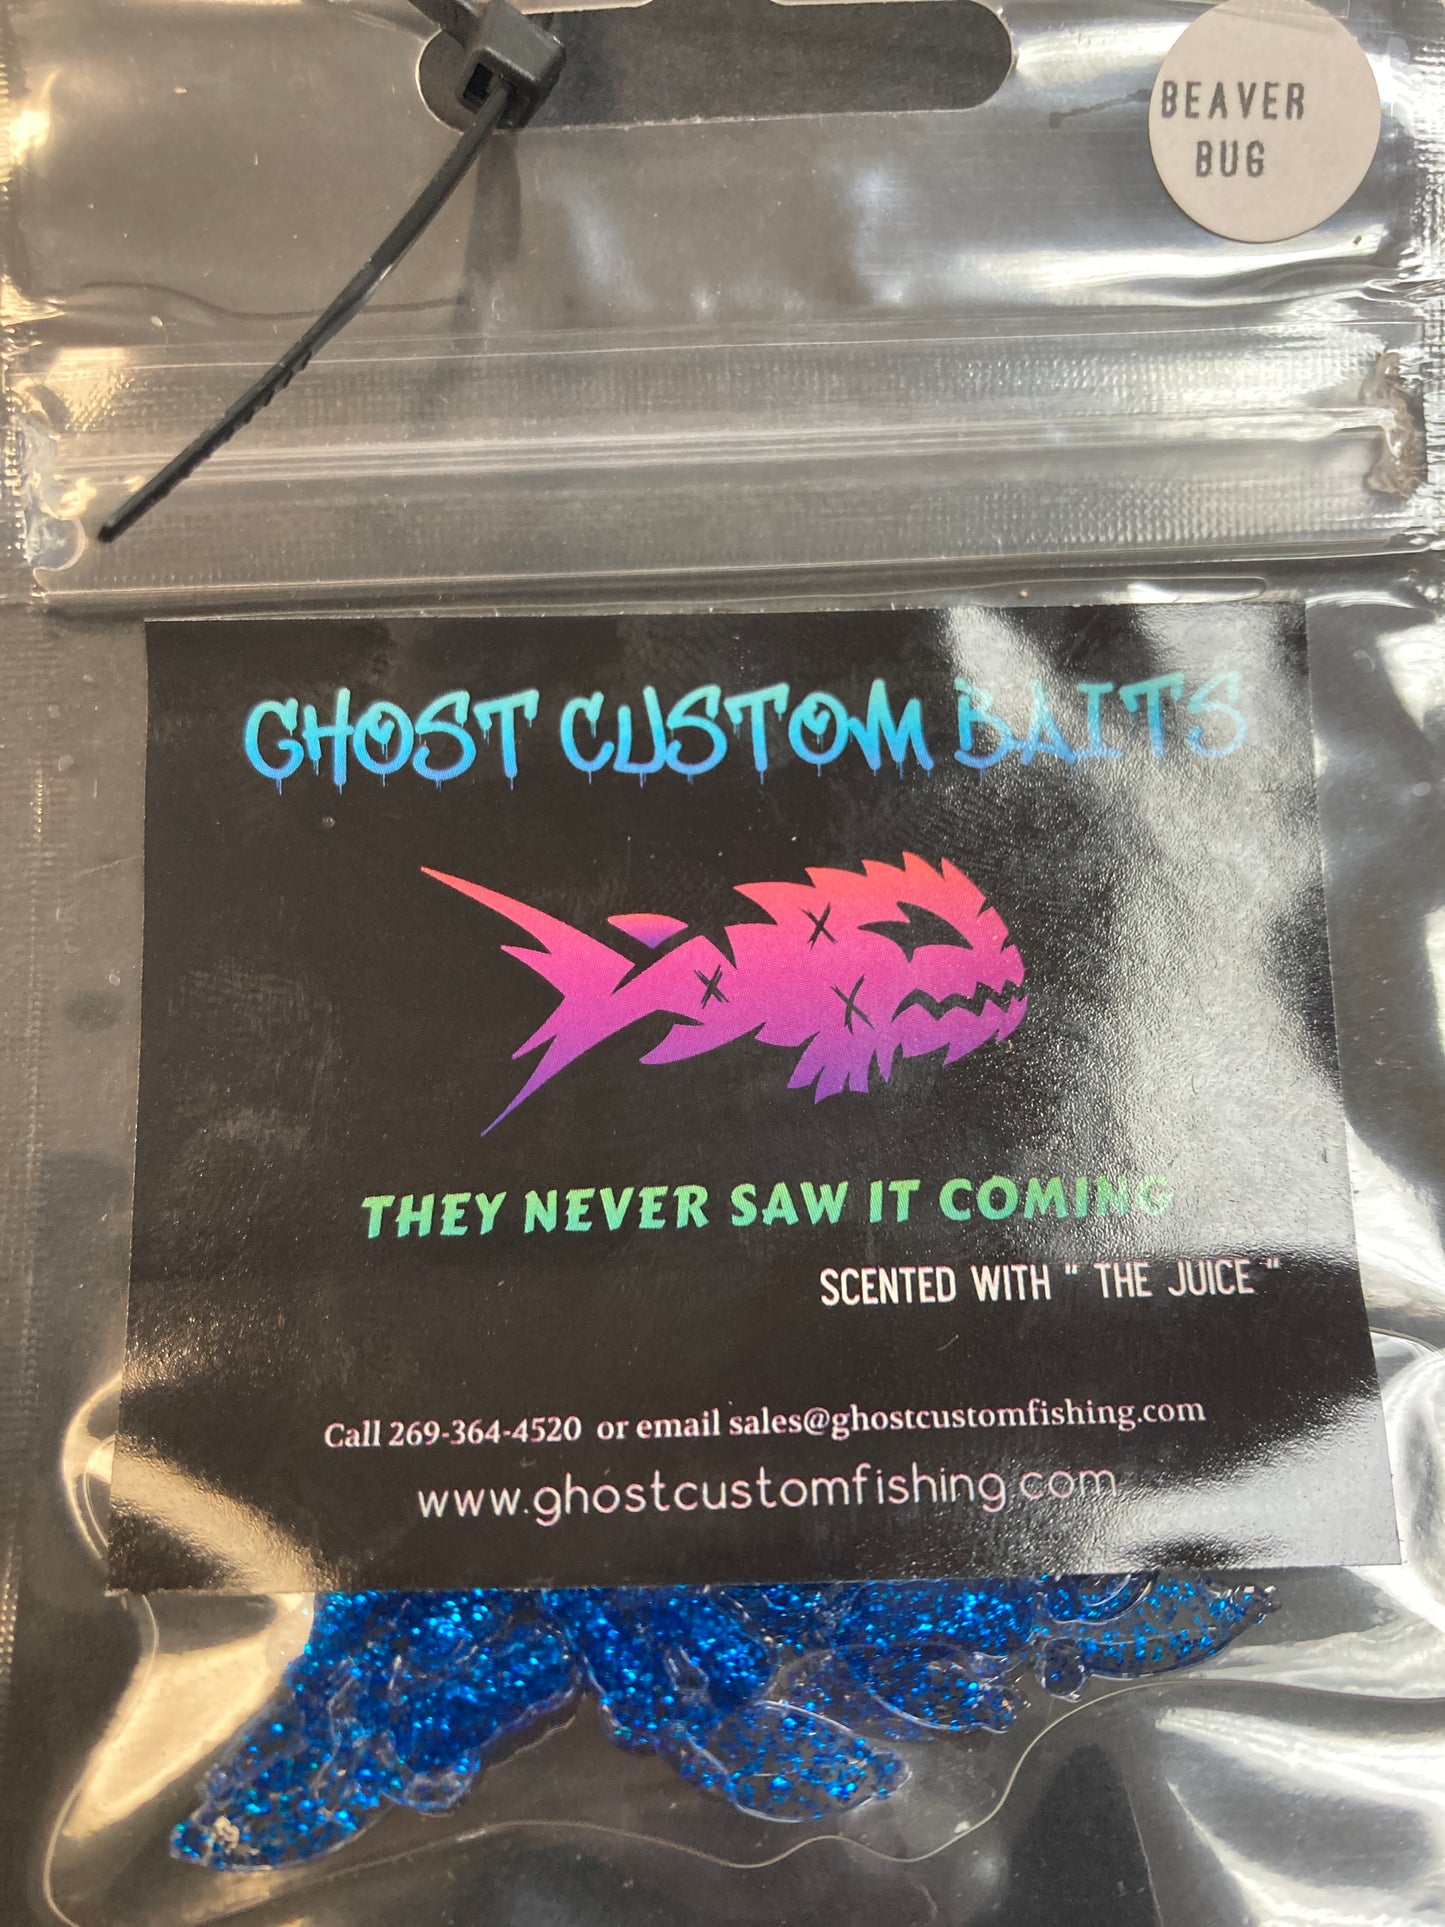 BEAVER
BUG
GHOST CUSTOM BAITS
THEY NEVER SAW IT COMING
SCENTED WITH " THE JUICE "
Call 269-364-4520 or email sales@ghostcustomfishing.com
www.ghostcustomfishing.com